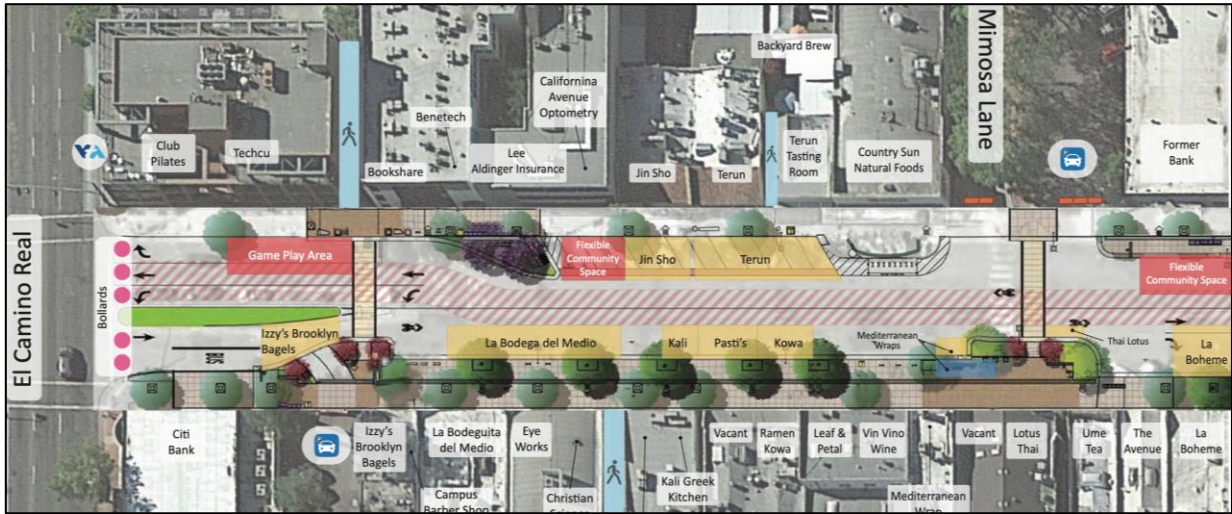 Mimosa Lane
Backyard Brew
Californina
Avenue
Optometry
Benetech
Club
Pilates
Techcu
Lee
Aldinger Insurance
Bookshare
Jin Sho
Terun
Terun
Tasting
Room
Country Sun
Natural Foods
Former
Bank
El Camino Real
Bollards
Game Play Area
Flexible
Community
Space
Jin Sho
Terun
Flexible
Community Space
Izzy's Brooklyn
Bagels
La Bodega del Medio
Kali
Pasti's
Kowa
Mediterranean
Wraps
Thai Lotus
La
Boheme
Citi
Bank
Izzy's
Brooklyn
Bagels
La Bodeguita
del Medio
Campus
Barber Shop
Eye
Works
Christian
Kali Greek
Kitchen
Vacant
Ramen
Kowa
Leaf &
Petal
Vin Vino
Wine
Mediterranean
Wrap
Vacant
Lotus
Thai
Ume
Tea
The
Avenue
La
Boheme